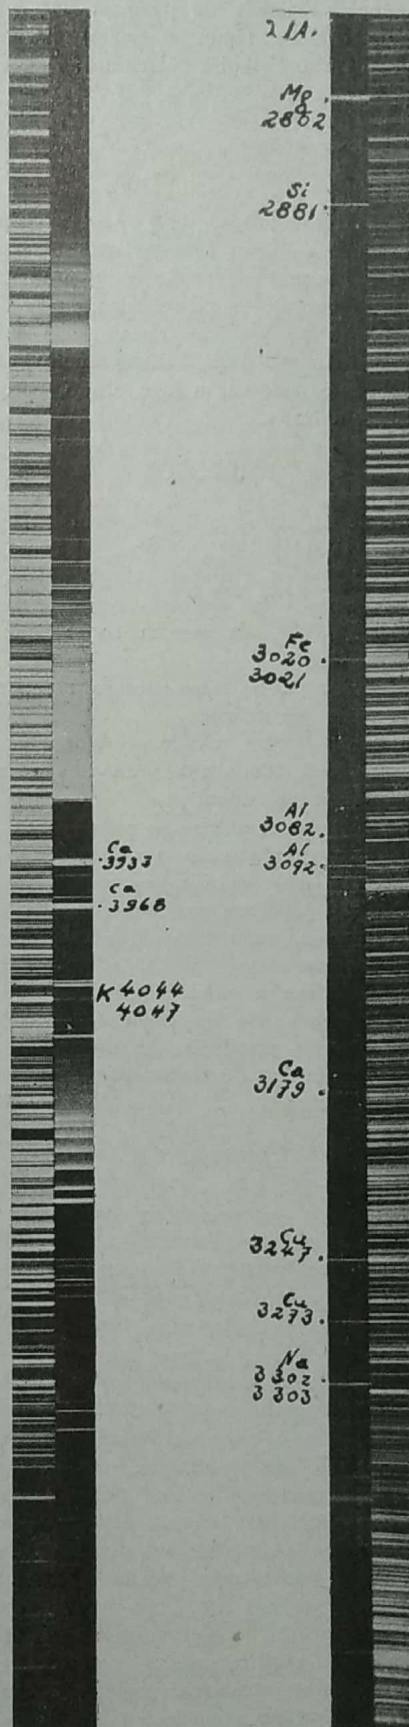 21A.
Mg
2802
Si
2881
Fe
3020
3021
Al
3082
Al
3092
Ca
3933
Ca
3968
K 4044
4047
Ca
3179
Cu
3247
Cu
3273
Na
3302
3303